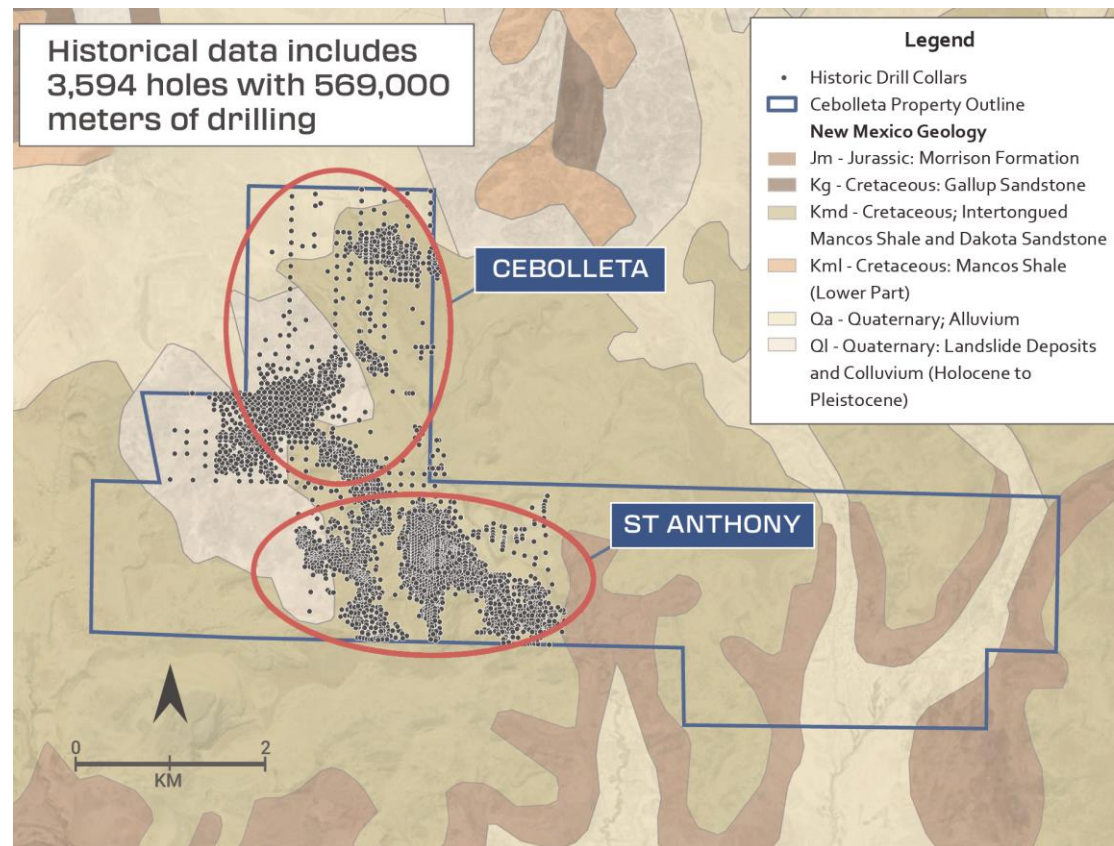 Historical data includes
3,594 holes with 569,000
meters of drilling
Legend
Historic Drill Collars
Cebolleta Property Outline
New Mexico Geology
Jm - Jurassic: Morrison Formation
Kg - Cretaceous: Gallup Sandstone
Kmd - Cretaceous; Intertongued
Mancos Shale and Dakota Sandstone
Kml - Cretaceous: Mancos Shale
(Lower Part)
Qa - Quaternary; Alluvium
Ql - Quaternary: Landslide Deposits
and Colluvium (Holocene to
Pleistocene)
CEBOLLETA
ST ANTHONY
0 2
KM